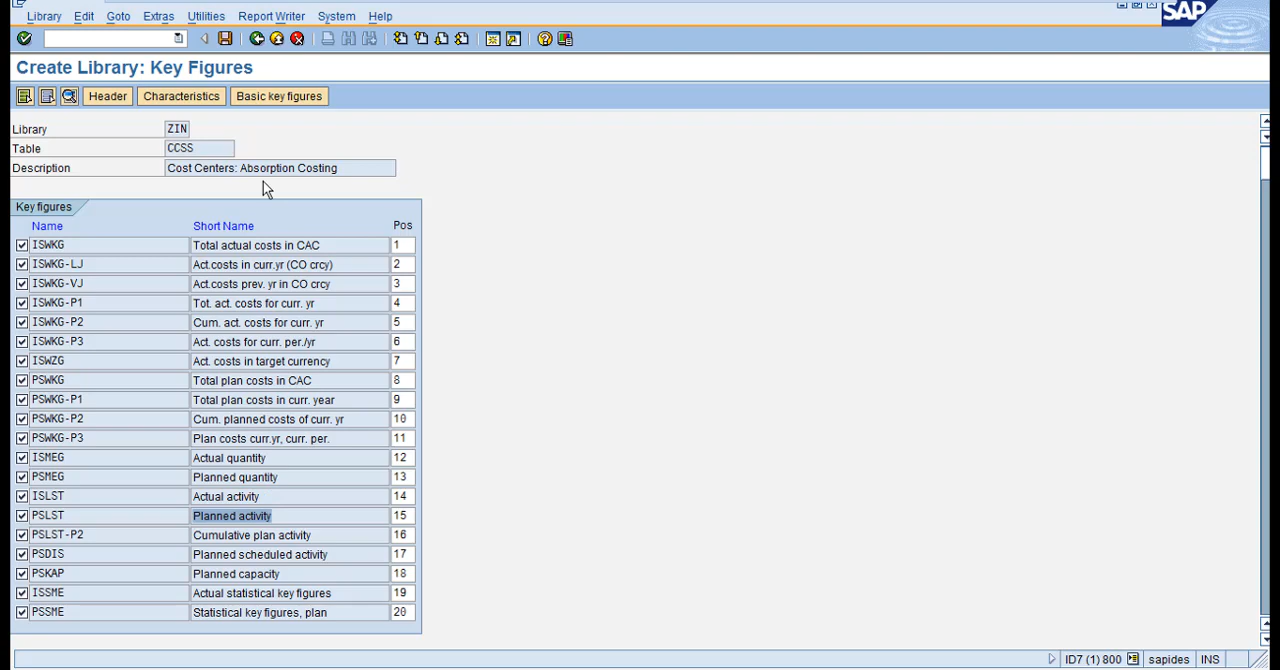 Library Edit Goto Extras Utilities Report Writer System Help
SAP
Create Library: Key Figures
Header Characteristics Basic key figures
Library ZIN
Table CCSS
Description Cost Centers: Absorption Costing
Key figures
Name Short Name Pos
ISWKG Total actual costs in CAC 1
ISWKG-LJ Act.costs in curr.yr (CO crcy) 2
ISWKG-VJ Act.costs prev. yr in CO crcy 3
ISWKG-P1 Tot. act. costs for curr. yr 4
ISWKG-P2 Cum. act. costs for curr. yr 5
ISWKG-P3 Act. costs for curr. per./yr 6
ISWZG Act. costs in target currency 7
PSWKG Total plan costs in CAC 8
PSWKG-P1 Total plan costs in curr. year 9
PSWKG-P2 Cum. planned costs of curr. yr 10
PSWKG-P3 Plan costs curr.yr, curr. per. 11
ISMEG Actual quantity 12
PSMEG Planned quantity 13
ISLST Actual activity 14
PSLST Planned activity 15
PSLST-P2 Cumulative plan activity 16
PSDIS Planned scheduled activity 17
PSKAP Planned capacity 18
ISSME Actual statistical key figures 19
PSSME Statistical key figures, plan 20
ID7 (1) 800 sapides INS